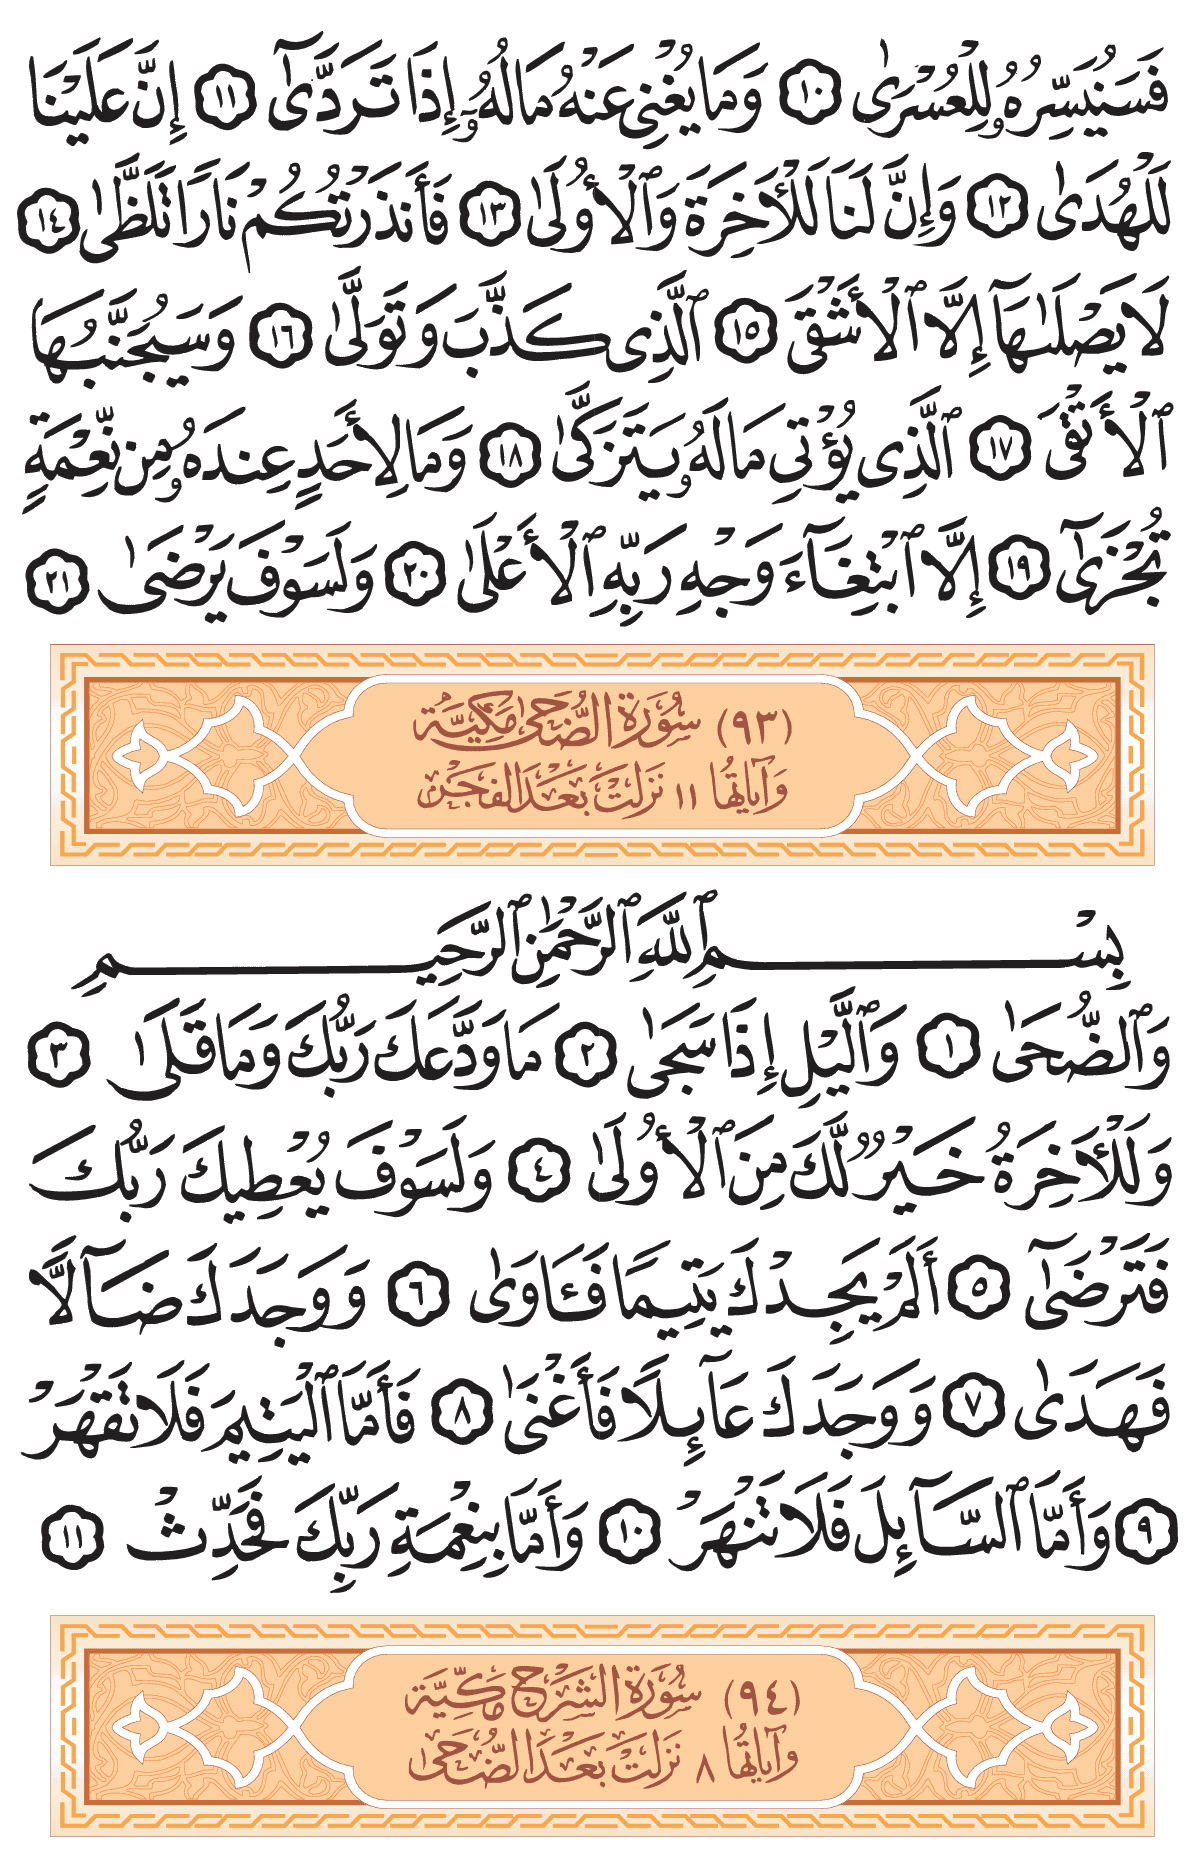 فَسَنُيَسِّرُهُۥ لِلۡعُسۡرَىٰ ١٠ وَمَا يُغۡنِي عَنۡهُ مَالُهُۥٓ إِذَا تَرَدَّىٰٓ ١١ إِنَّ عَلَيۡنَا
لَلۡهُدَىٰ ١٢ وَإِنَّ لَنَا لَلۡأٓخِرَةَ وَٱلۡأُولَىٰ ١٣ فَأَنذَرۡتُكُمۡ نَارٗا تَلَظَّىٰ ١٤
لَا يَصۡلَىٰهَآ إِلَّا ٱلۡأَشۡقَى ١٥ ٱلَّذِي كَذَّبَ وَتَوَلَّىٰ ١٦ وَسَيُجَنَّبُهَا
ٱلۡأَتۡقَى ١٧ ٱلَّذِي يُؤۡتِي مَالَهُۥ يَتَزَكَّىٰ ١٨ وَمَا لِأَحَدٍ عِندَهُۥ مِن نِّعۡمَةٖ
تُجۡزَىٰٓ ١٩ إِلَّا ٱبۡتِغَآءَ وَجۡهِ رَبِّهِ ٱلۡأَعۡلَىٰ ٢٠ وَلَسَوۡفَ يَرۡضَىٰ ٢١
(٩٣) سُورَةُ الضُّحَىٰ مَكِّيَّة
وَآيَاتُهَا ١١ نَزَلَتْ بَعْدَ الفَجْر
بِسۡمِ ٱللَّهِ ٱلرَّحۡمَٰنِ ٱلرَّحِيمِ
وَٱلضُّحَىٰ ١ وَٱلَّيۡلِ إِذَا سَجَىٰ ٢ مَا وَدَّعَكَ رَبُّكَ وَمَا قَلَىٰ ٣
وَلَلۡأٓخِرَةُ خَيۡرٞ لَّكَ مِنَ ٱلۡأُولَىٰ ٤ وَلَسَوۡفَ يُعۡطِيكَ رَبُّكَ
فَتَرۡضَىٰٓ ٥ أَلَمۡ يَجِدۡكَ يَتِيمٗا فَـَٔاوَىٰ ٦ وَوَجَدَكَ ضَآلّٗا
فَهَدَىٰ ٧ وَوَجَدَكَ عَآئِلٗا فَأَغۡنَىٰ ٨ فَأَمَّا ٱلۡيَتِيمَ فَلَا تَقۡهَرۡ
٩ وَأَمَّا ٱلسَّآئِلَ فَلَا تَنۡهَرۡ ١٠ وَأَمَّا بِنِعۡمَةِ رَبِّكَ فَحَدِّثۡ ١١
(٩٤) سُورَةُ الشَّرْحِ مَكِّيَّة
وَآيَاتُهَا ٨ نَزَلَتْ بَعْدَ الضُّحَىٰ